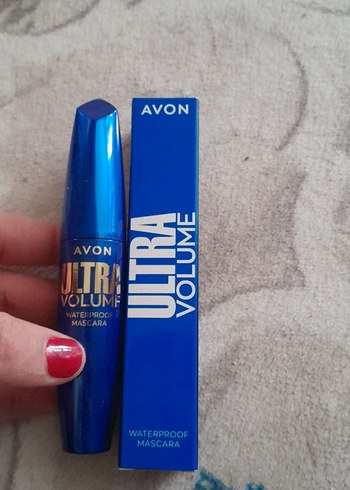 AVON
ULTRA
VOLUME
WATERPROOF
MASCARA
AVON
ULTRA
VOLUME
WATERPROOF
MASCARA